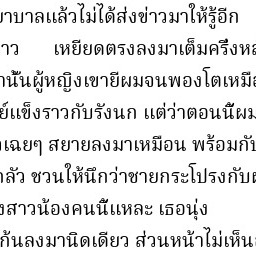 ยาบาลแล้วไม่ได้ส่งข่าวมาให้รู้อีก
าว เหยียดตรงลงมาเต็มครึ่งหล
านั้นผู้หญิงเขายีผมจนพองโตเหมือ
ย์แข็งราวกับรังนก แต่ว่าตอนนี้ผม
เฉยๆ สยายลงมาเหมือน พร้อมกับ
ลัว ชวนให้นึกว่าชายกระโปรงกับผ
งสาวน้องคนนี้แหละ เธอนุ่ง
ก้นลงมานิดเดียว ส่วนหน้าไม่เห็น